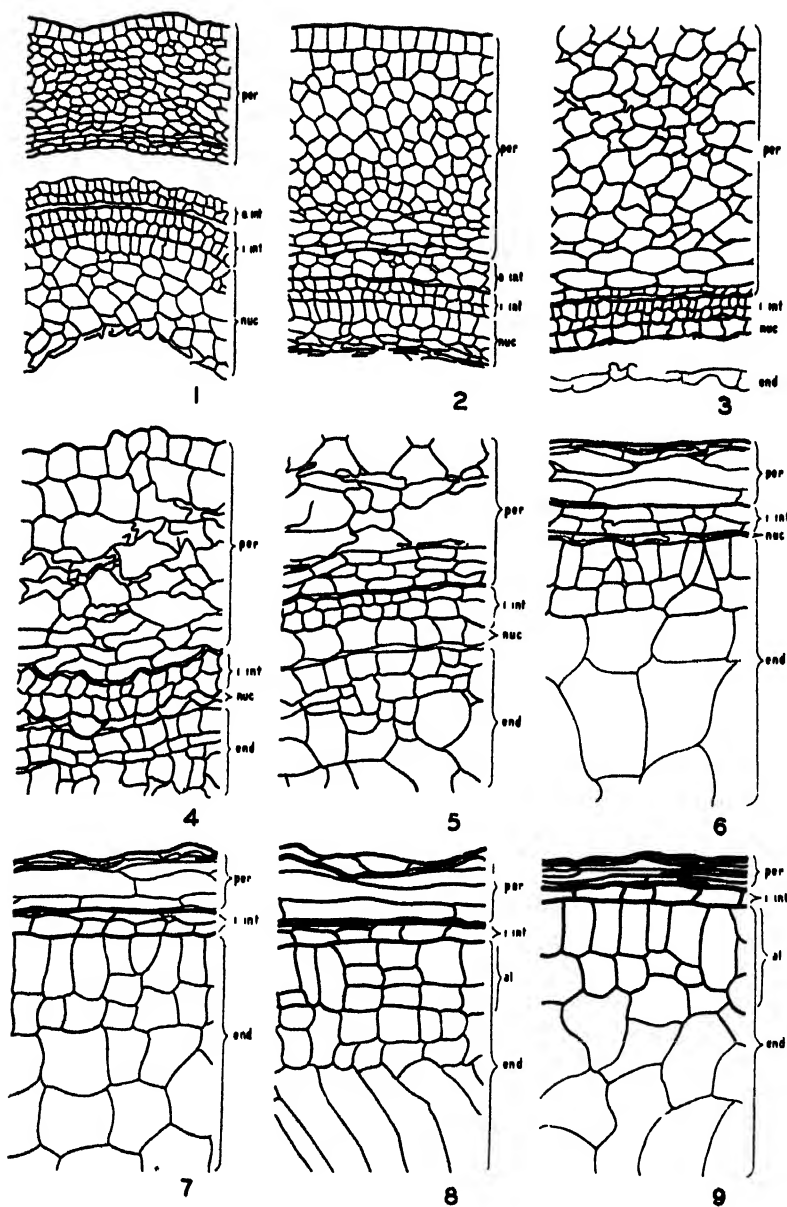 per
o int
i int
nuc
1
per
o int
i int
nuc
2
per
i int
nuc
end
3
per
i int
nuc
end
4
per
i int
nuc
end
5
per
i int
nuc
end
6
per
i int
end
7
per
i int
al
end
8
per
i int
al
end
9